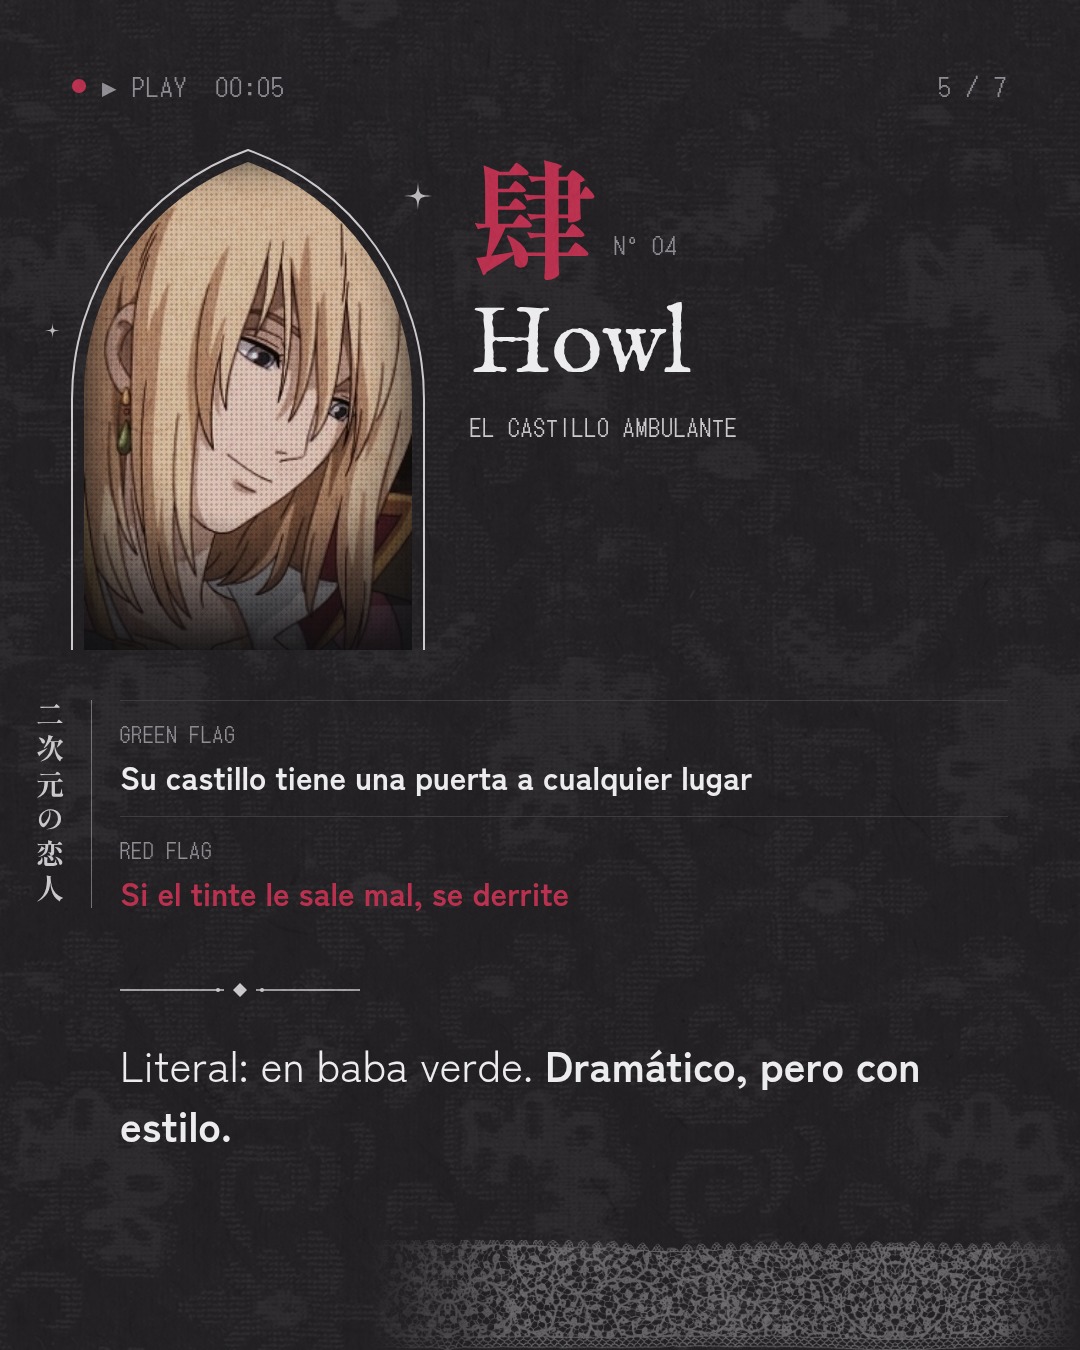 ▶ PLAY 00:05
5 / 7
肆
N° 04
Howl
EL CASTILLO AMBULANTE
二次元の恋人
GREEN FLAG
Su castillo tiene una puerta a cualquier lugar
RED FLAG
Si el tinte le sale mal, se derrite
Literal: en baba verde. Dramático, pero con
estilo.